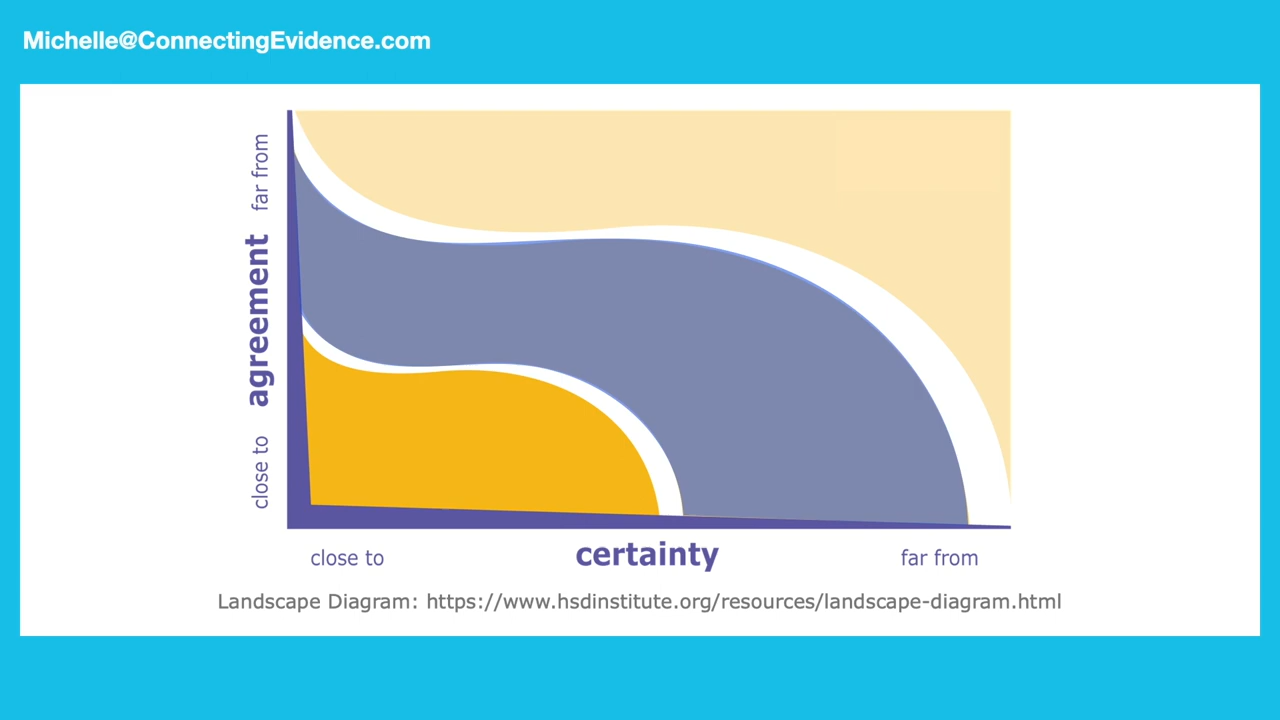 Michelle@ConnectingEvidence.com
far from
agreement
close to
close to
certainty
far from
Landscape Diagram: https://www.hsdinstitute.org/resources/landscape-diagram.html